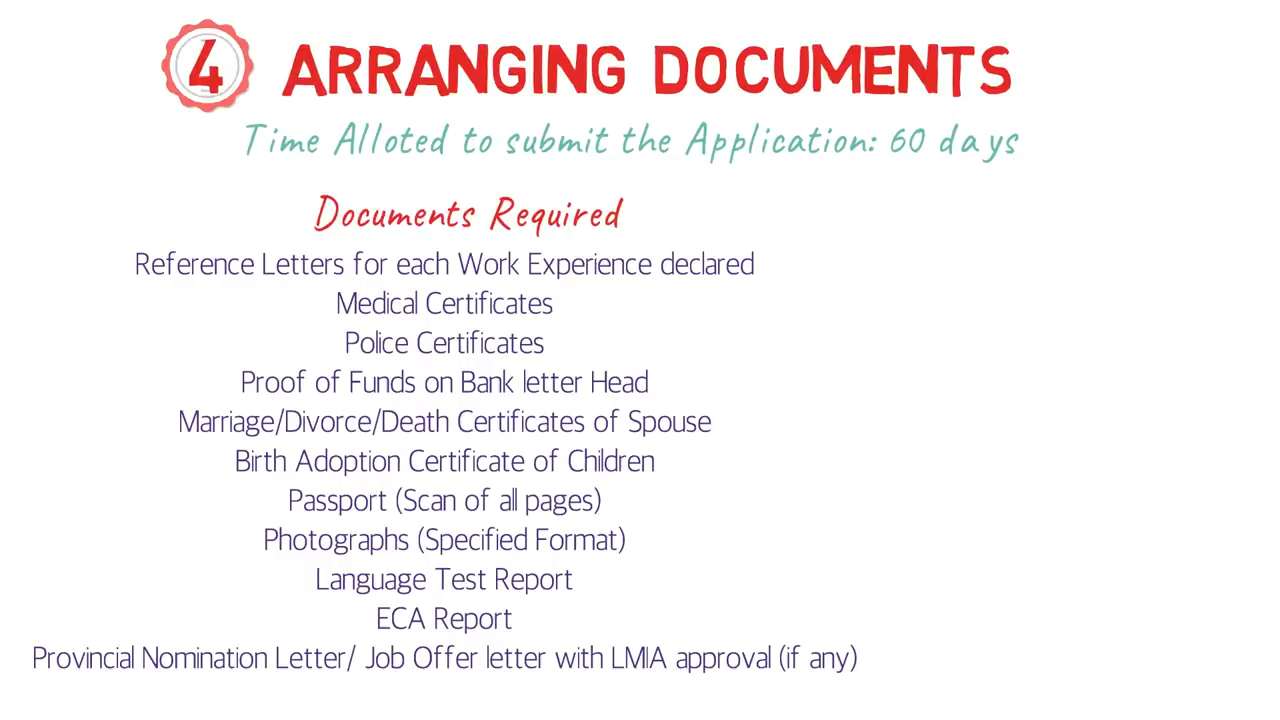 4 ARRANGING DOCUMENTS
Time Alloted to submit the Application: 60 days
Documents Required
Reference Letters for each Work Experience declared
Medical Certificates
Police Certificates
Proof of Funds on Bank letter Head
Marriage/Divorce/Death Certificates of Spouse
Birth Adoption Certificate of Children
Passport (Scan of all pages)
Photographs (Specified Format)
Language Test Report
ECA Report
Provincial Nomination Letter/ Job Offer letter with LMIA approval (if any)